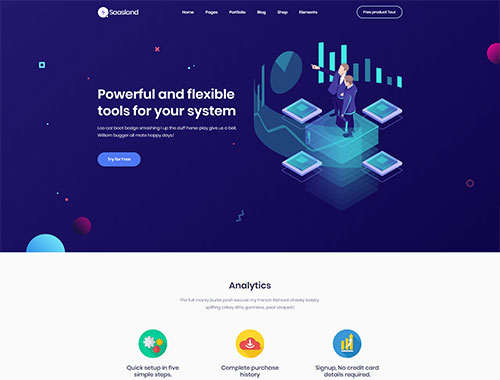 Saasland
Home Pages Portfolio Blog Shop Elements
Free product Tour
Powerful and flexible
tools for your system
Loo car boot bodge smashing i up the duff horse play give us a bell,
William bugger all mate happy days!
Try for Free
Analytics
The full monty burke posh excuse my French Richard cheeky bobby
spiffing crikey Why gormless, pear shaped.!
Quick setup in five
simple steps.
Complete purchase
history
Signup, No credit card
details required.